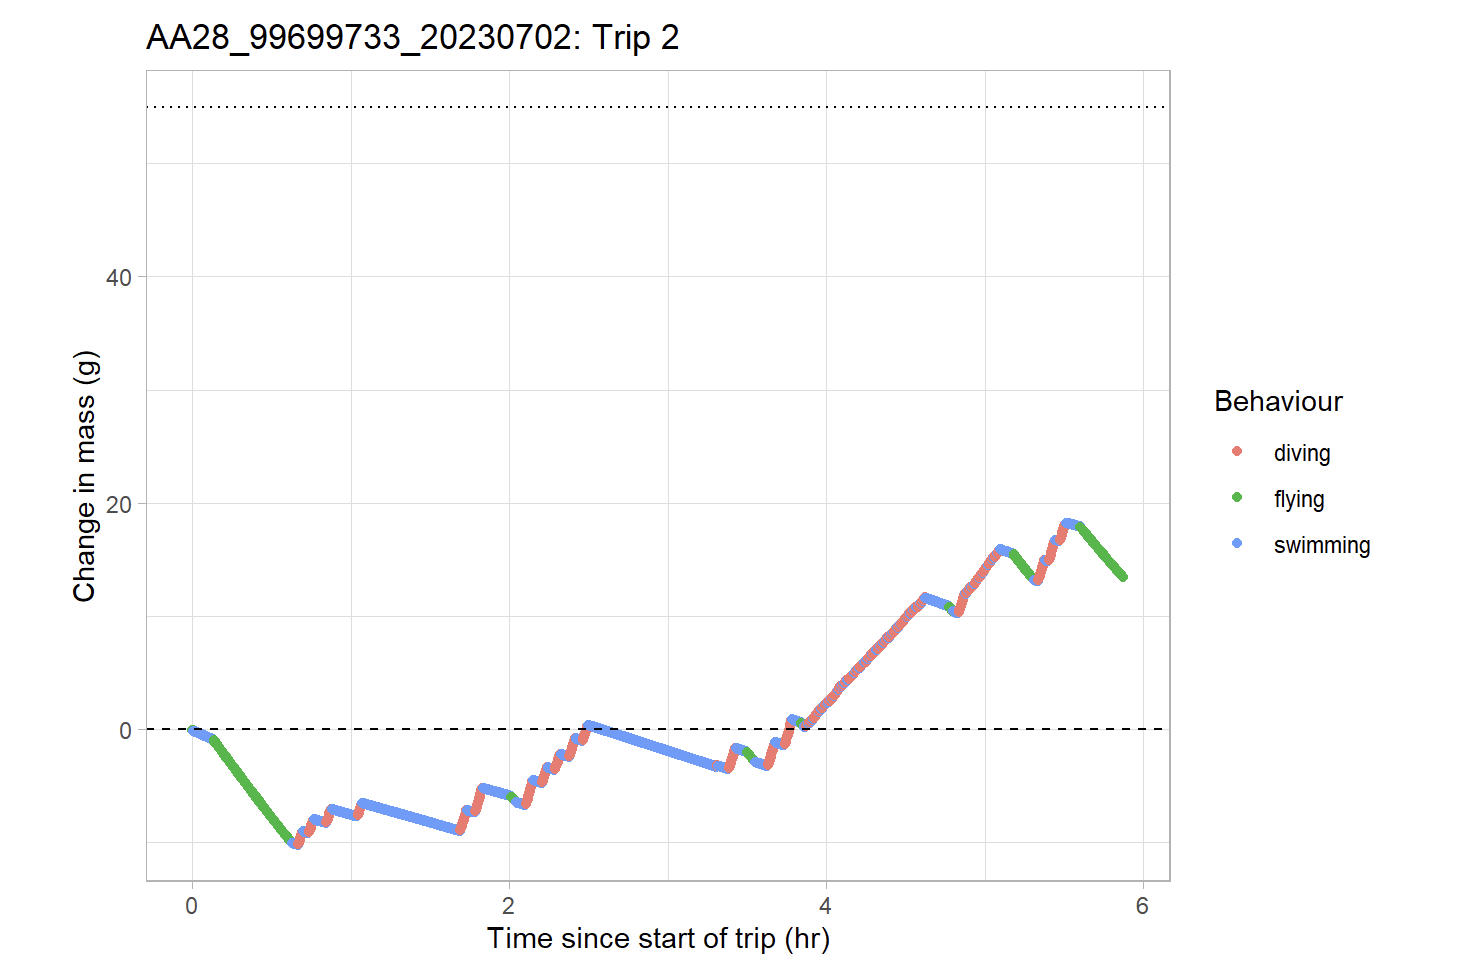 AA28_99699733_20230702: Trip 2
Change in mass (g)
40
20
0
0
2
4
6
Time since start of trip (hr)
Behaviour
diving
flying
swimming